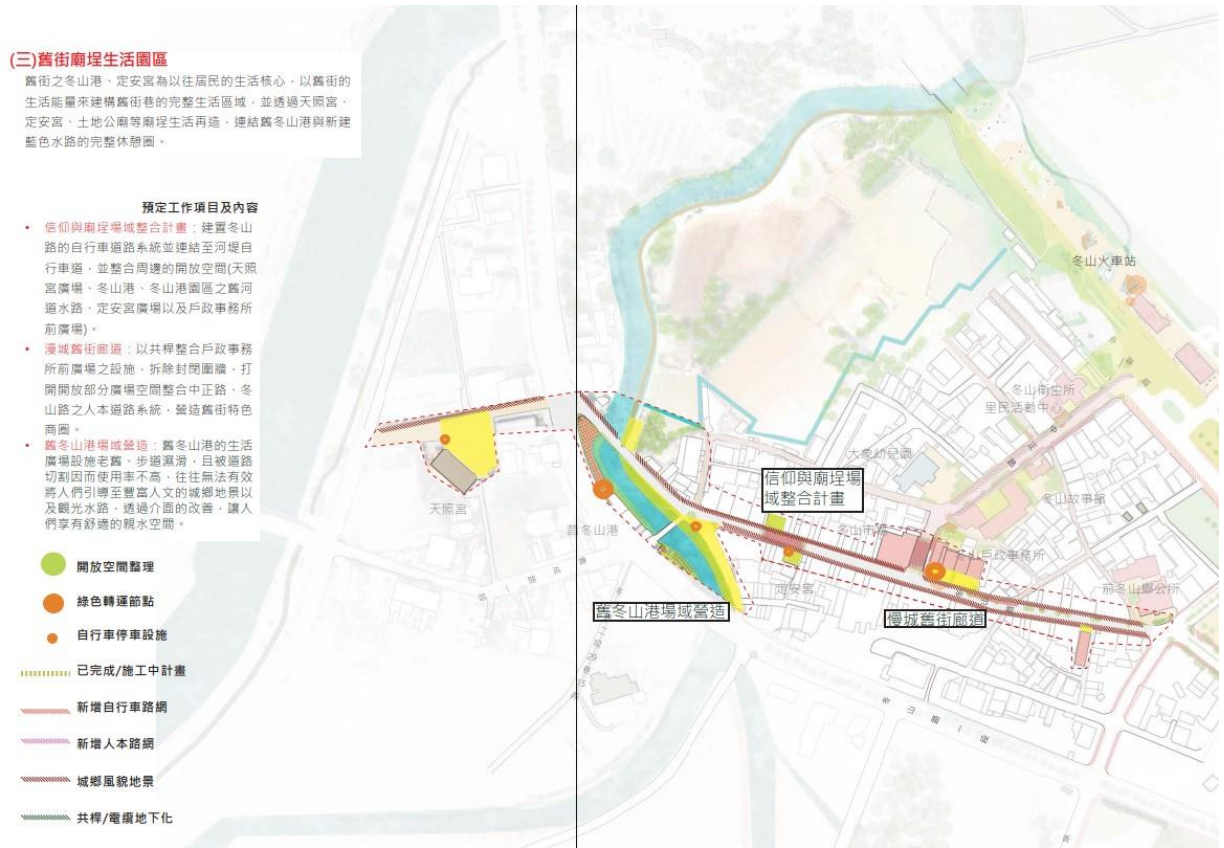 (三)舊街廟埕生活園區
舊街之冬山港、定安宮為以往居民的生活核心，以舊街的
生活能量來建構舊街巷的完整生活區域，並透過天照宮、
定安宮、土地公廟等廟埕生活再造，連結舊冬山港與新建
藍色水路的完整休憩圈。
預定工作項目及內容
• 信仰與廟埕場域整合計畫：建置冬山
路的自行車道路系統並連結至河堤自
行車道，並整合周邊的開放空間(天照
宮廣場、冬山港、冬山港園區之舊河
道水路、定安宮廣場以及戶政事務所
前廣場)。
• 漫城舊街廊道：以共桿整合戶政事務
所前廣場之設施，拆除封閉圍牆，打
開開放部分廣場空間整合中正路、冬
山路之人本道路系統，營造舊街特色
商圈。
• 舊冬山港場域營造：舊冬山港的生活
廣場設施老舊、步道濕滑，且被道路
切割因而使用率不高，往往無法有效
將人們引導至豐富人文的城鄉地景以
及觀光水路，透過介面的改善，讓人
們享有舒適的親水空間。
開放空間整理
綠色轉運節點
自行車停車設施
已完成/施工中計畫
新增自行車路網
新增人本路網
城鄉風貌地景
共桿/電纜地下化
冬山火車站
冬山衛生所
里民活動中心
大象幼兒園
信仰與廟埕場
域整合計畫
冬山故事館
天照宮
舊冬山港
冬山市場
山戶政事務所
定安宮
前冬山鄉公所
舊冬山港場域營造
慢城舊街廊道
冬山路一段